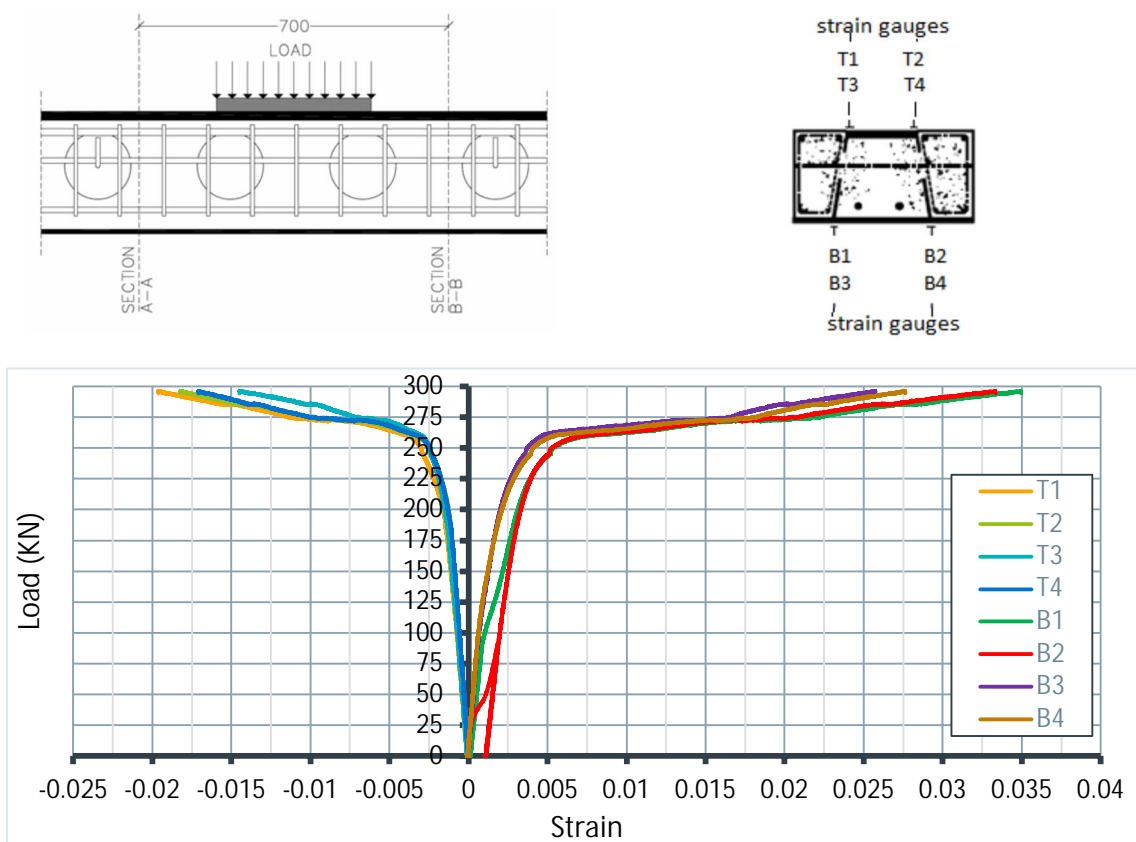 700
LOAD
SECTION
A-A
SECTION
B-B
strain gauges
T1 T2
T3 T4
B1 B2
B3 B4
strain gauges
300
275
250
225
200
175
150
125
100
75
50
25
0
Load (KN)
-0.025 -0.02 -0.015 -0.01 -0.005 0 0.005 0.01 0.015 0.02 0.025 0.03 0.035 0.04
Strain
T1
T2
T3
T4
B1
B2
B3
B4